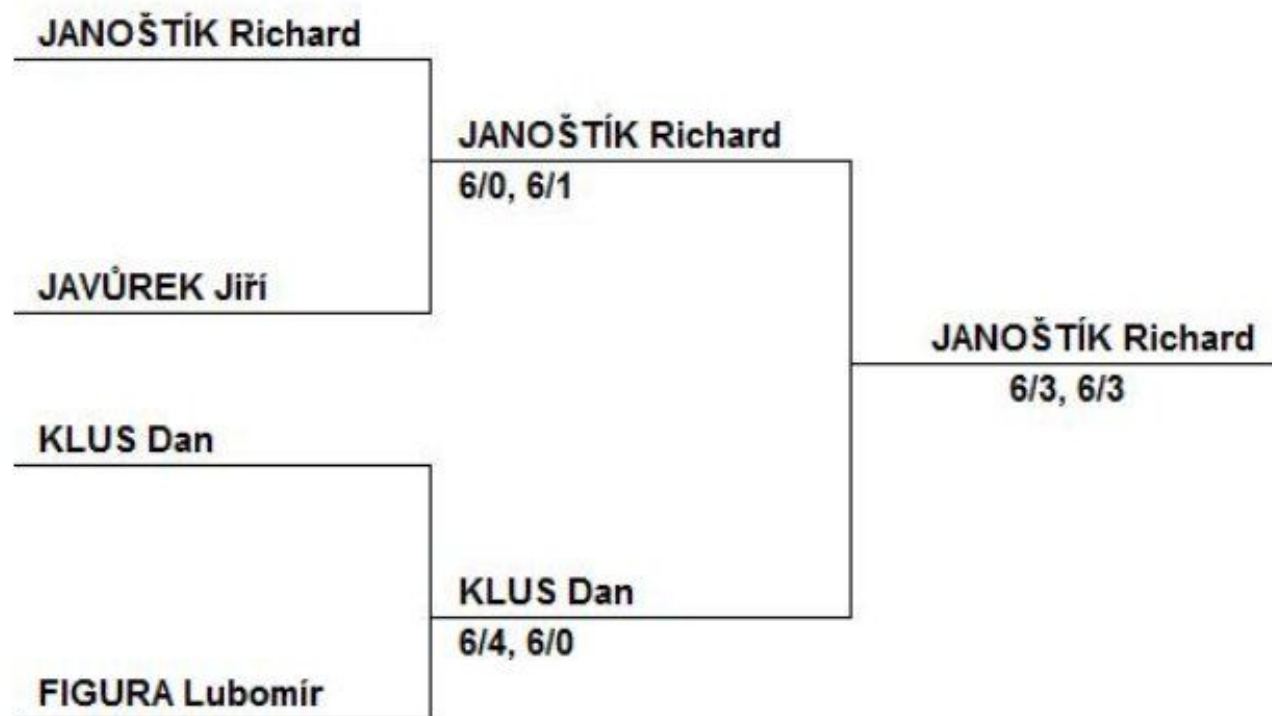 JANOŠTÍK Richard
JANOŠTÍK Richard
6/0, 6/1
JAVŮREK Jiří
JANOŠTÍK Richard
6/3, 6/3
KLUS Dan
KLUS Dan
6/4, 6/0
FIGURA Lubomír